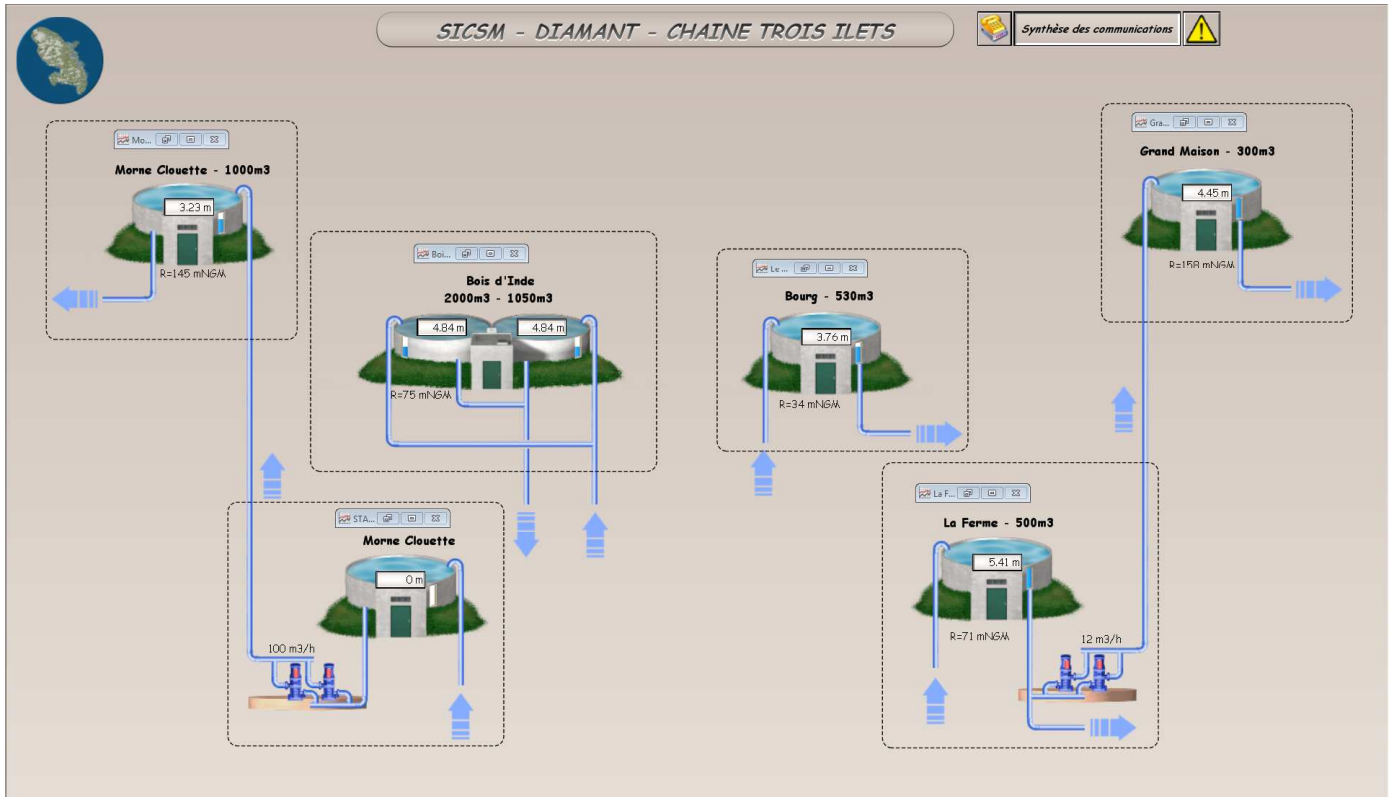 SICSM - DIAMANT - CHAINE TROIS ILETS
Synthèse des communications
Mo...
Morne Clouette - 1000m3
3.23 m
R=145 mNGM
Boi...
Bois d'Inde
2000m3 - 1050m3
4.84 m
4.84 m
R=75 mNGM
Le ...
Bourg - 530m3
3.76 m
R=34 mNGM
Gra...
Grand Maison - 300m3
4.45 m
R=158 mNGM
STA...
Morne Clouette
0 m
100 m3/h
La F...
La Ferme - 500m3
5.41 m
R=71 mNGM
12 m3/h